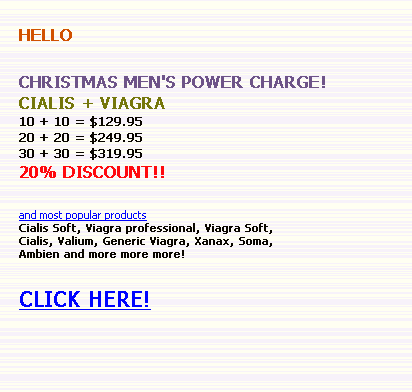 HELLO
CHRISTMAS MEN'S POWER CHARGE!
CIALIS + VIAGRA
10 + 10 = $129.95
20 + 20 = $249.95
30 + 30 = $319.95
20% DISCOUNT!!
and most popular products
Cialis Soft, Viagra professional, Viagra Soft,
Cialis, Valium, Generic Viagra, Xanax, Soma,
Ambien and more more more!
CLICK HERE!